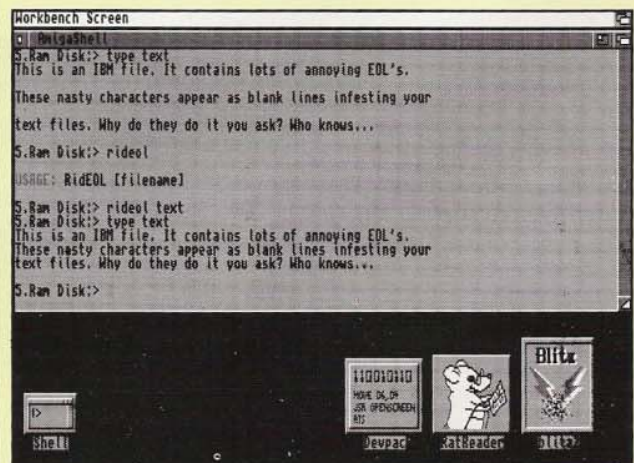 Workbench Screen
AmigaShell
5.Ram Disk:> type text
This is an IBM file. It contains lots of annoying EOL's.
These nasty characters appear as blank lines infesting your
text files. Why do they do it you ask? Who knows...
5.Ram Disk:> rideol
USAGE: RidEOL [filename]
5.Ram Disk:> rideol text
5.Ram Disk:> type text
This is an IBM file. It contains lots of annoying EOL's.
These nasty characters appear as blank lines infesting your
text files. Why do they do it you ask? Who knows...
5.Ram Disk:>
Blitz
110010110
MOVE D6,D4
JSR OPENSCREEN
RTS
Shell
Devpac
RatReader
blitz2